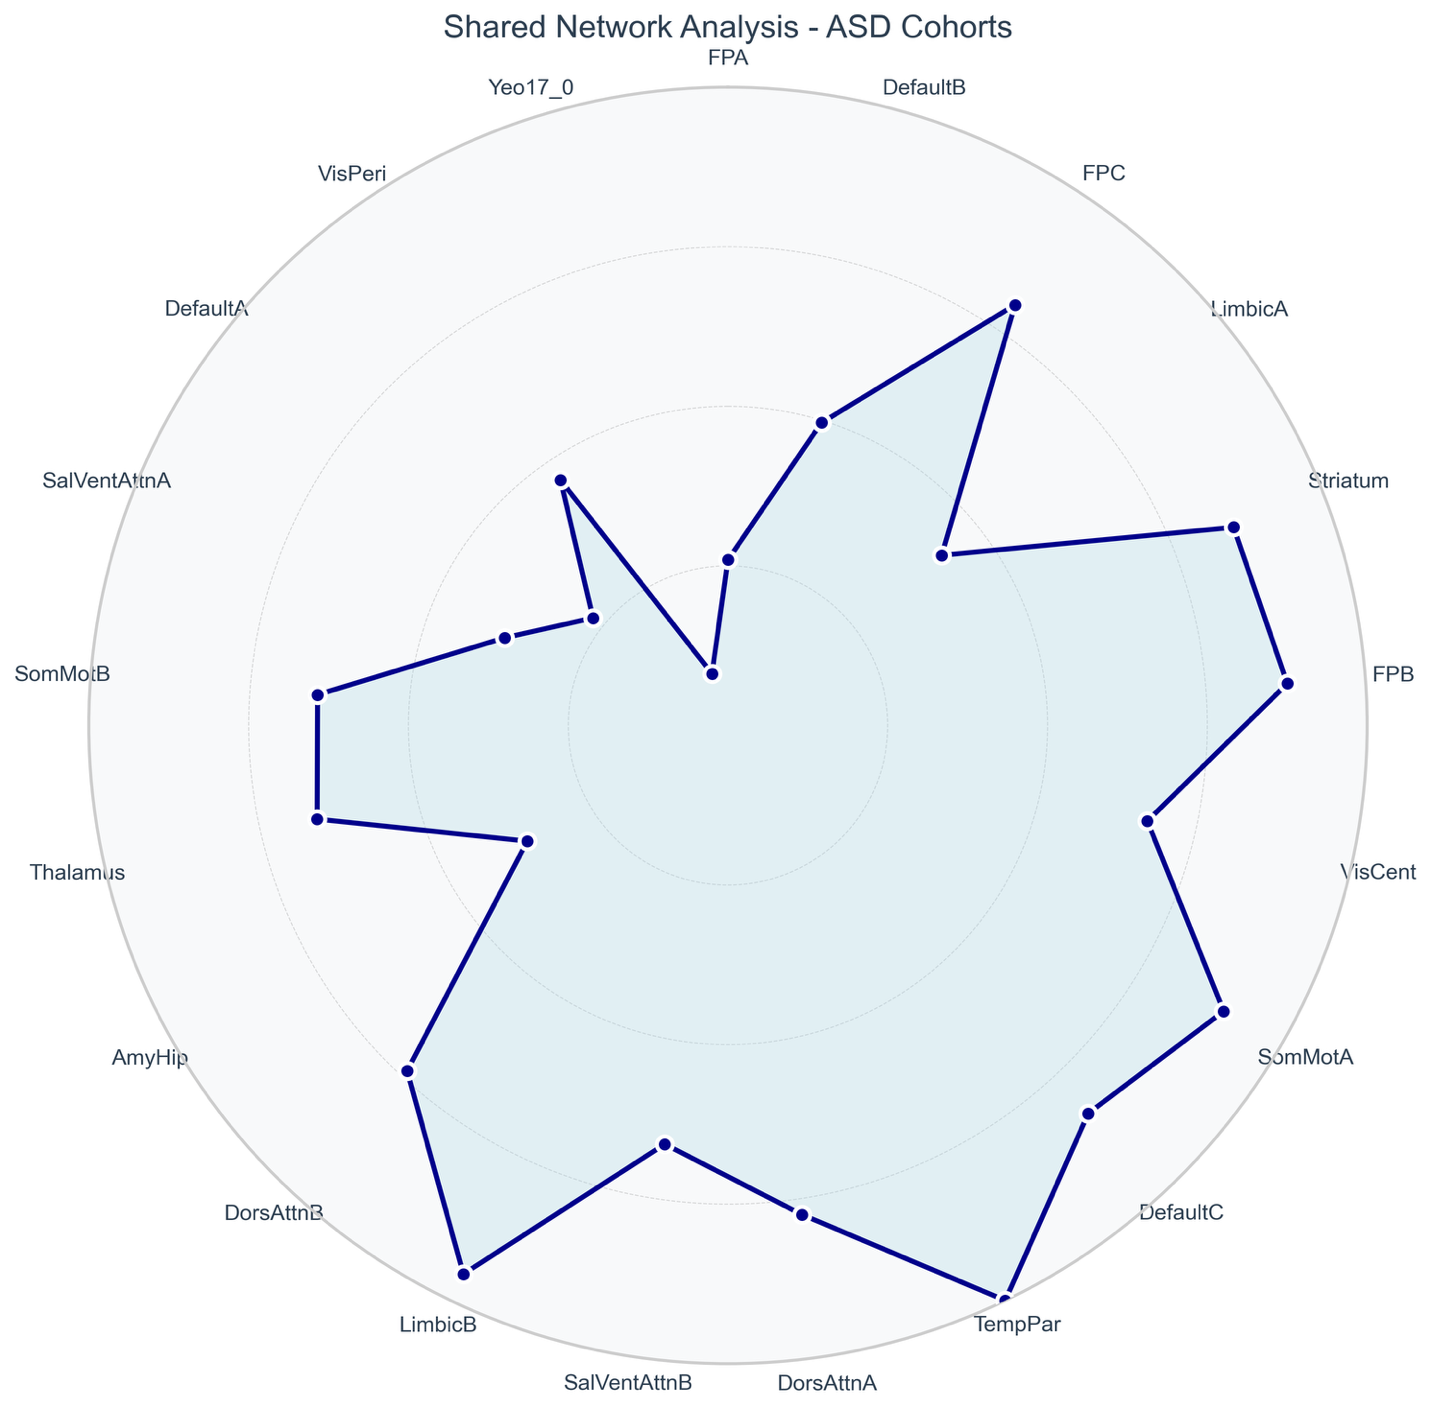 Shared Network Analysis - ASD Cohorts
FPA
Yeo17_0
DefaultB
VisPeri
FPC
DefaultA
LimbicA
SalVentAttnA
Striatum
SomMotB
FPB
Thalamus
VisCent
AmyHip
SomMotA
DorsAttnB
DefaultC
LimbicB
TempPar
SalVentAttnB
DorsAttnA